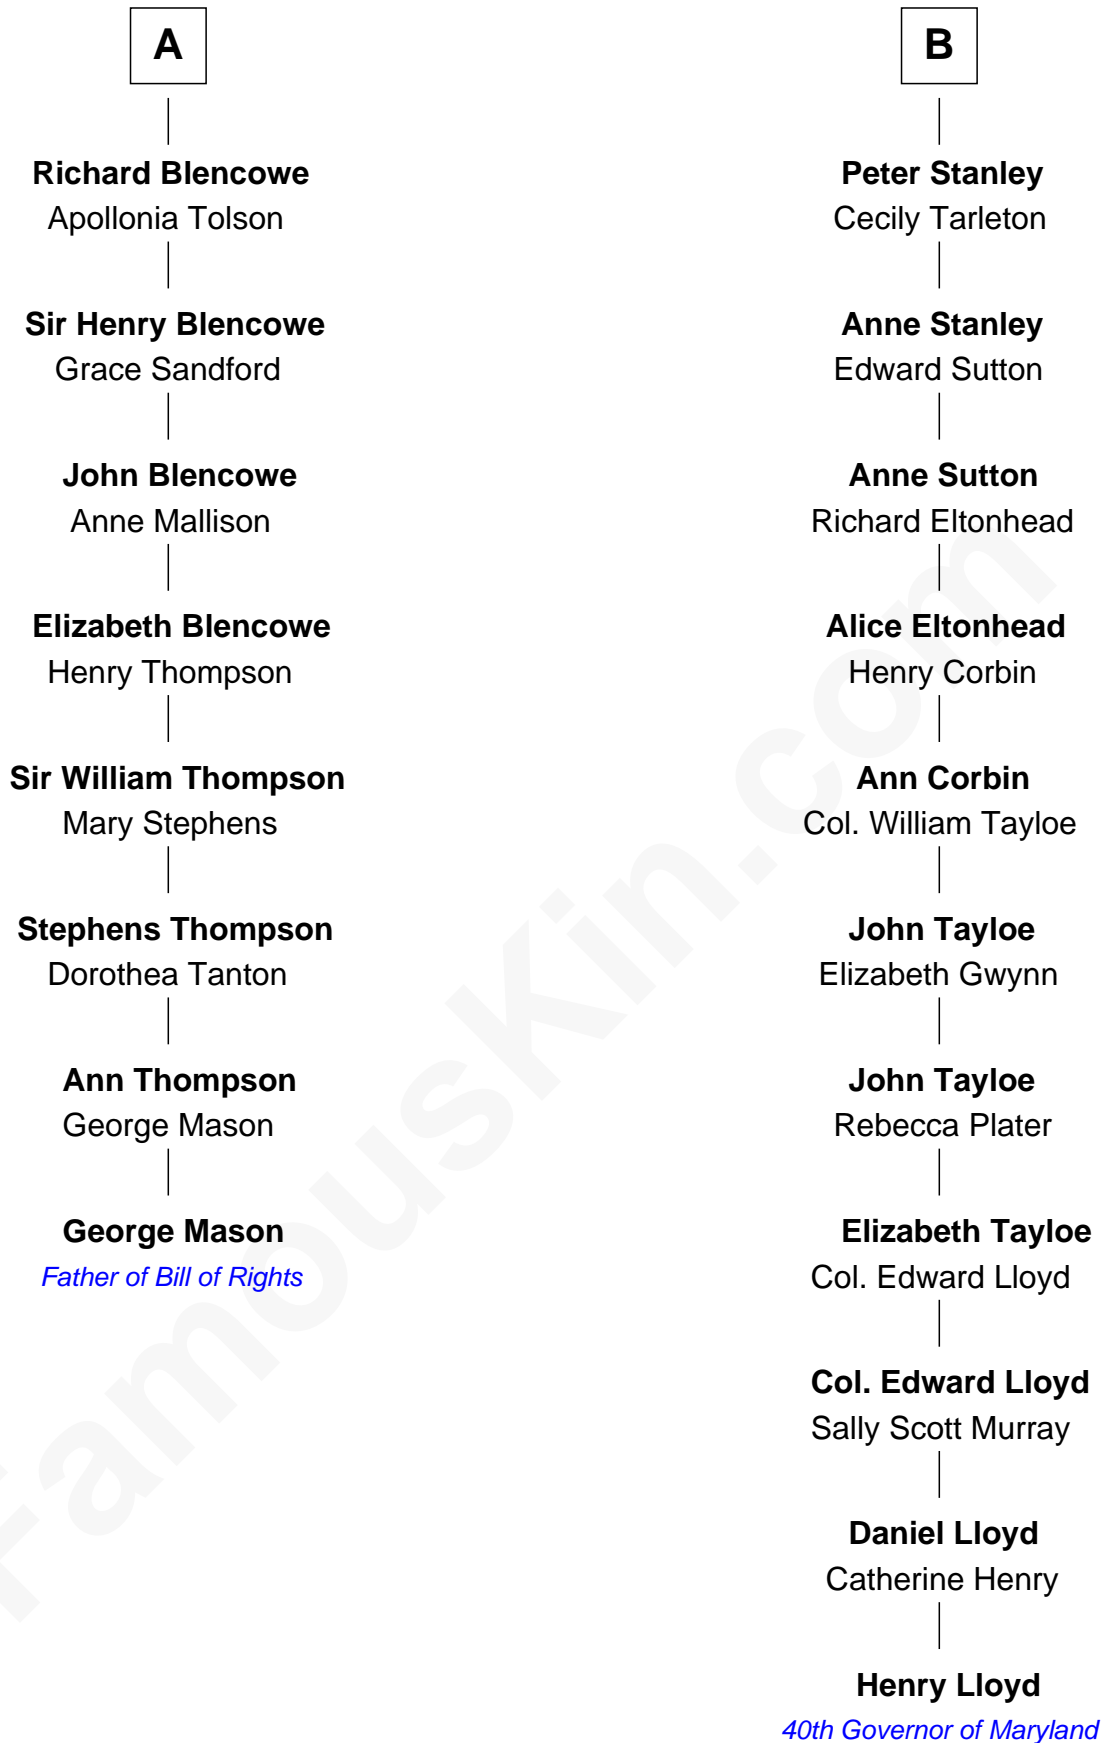 A
Richard Blencowe
Apollonia Tolson
Sir Henry Blencowe
Grace Sandford
John Blencowe
Anne Mallison
Elizabeth Blencowe
Henry Thompson
Sir William Thompson
Mary Stephens
Stephens Thompson
Dorothea Tanton
Ann Thompson
George Mason
George Mason
Father of Bill of Rights
B
Peter Stanley
Cecily Tarleton
Anne Stanley
Edward Sutton
Anne Sutton
Richard Eltonhead
Alice Eltonhead
Henry Corbin
Ann Corbin
Col. William Tayloe
John Tayloe
Elizabeth Gwynn
John Tayloe
Rebecca Plater
Elizabeth Tayloe
Col. Edward Lloyd
Col. Edward Lloyd
Sally Scott Murray
Daniel Lloyd
Catherine Henry
Henry Lloyd
40th Governor of Maryland
FamousKin.com